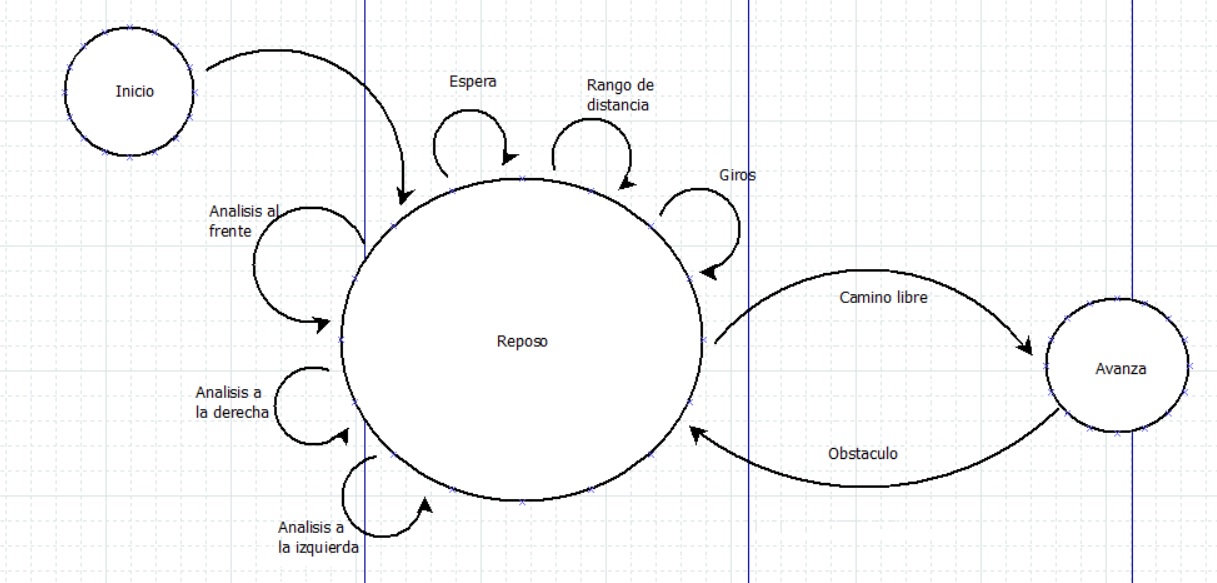 Inicio
Espera
Rango de
distancia
Giros
Analisis al
frente
Camino libre
Reposo
Avanza
Analisis a
la derecha
Obstaculo
Analisis a
la izquierda